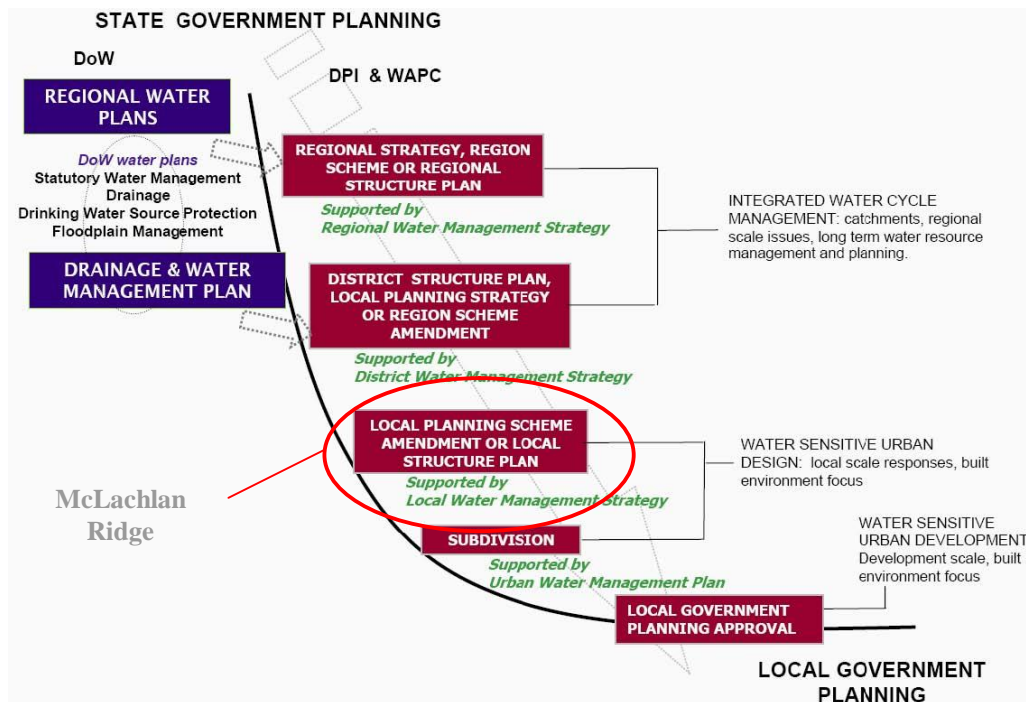 STATE GOVERNMENT PLANNING
DoW
DPI & WAPC
REGIONAL WATER
PLANS
DoW water plans
Statutory Water Management
Drainage
Drinking Water Source Protection
Floodplain Management
DRAINAGE & WATER
MANAGEMENT PLAN
REGIONAL STRATEGY, REGION
SCHEME OR REGIONAL
STRUCTURE PLAN
Supported by
Regional Water Management Strategy
INTEGRATED WATER CYCLE
MANAGEMENT: catchments, regional
scale issues, long term water resource
management and planning.
DISTRICT STRUCTURE PLAN,
LOCAL PLANNING STRATEGY
OR REGION SCHEME
AMENDMENT
Supported by
District Water Management Strategy
LOCAL PLANNING SCHEME
AMENDMENT OR LOCAL
STRUCTURE PLAN
Supported by
Local Water Management Strategy
McLachlan
Ridge
WATER SENSITIVE URBAN
DESIGN: local scale responses, built
environment focus
SUBDIVISION
Supported by
Urban Water Management Plan
WATER SENSITIVE
URBAN DEVELOPMENT
Development scale, built
environment focus
LOCAL GOVERNMENT
PLANNING APPROVAL
LOCAL GOVERNMENT
PLANNING